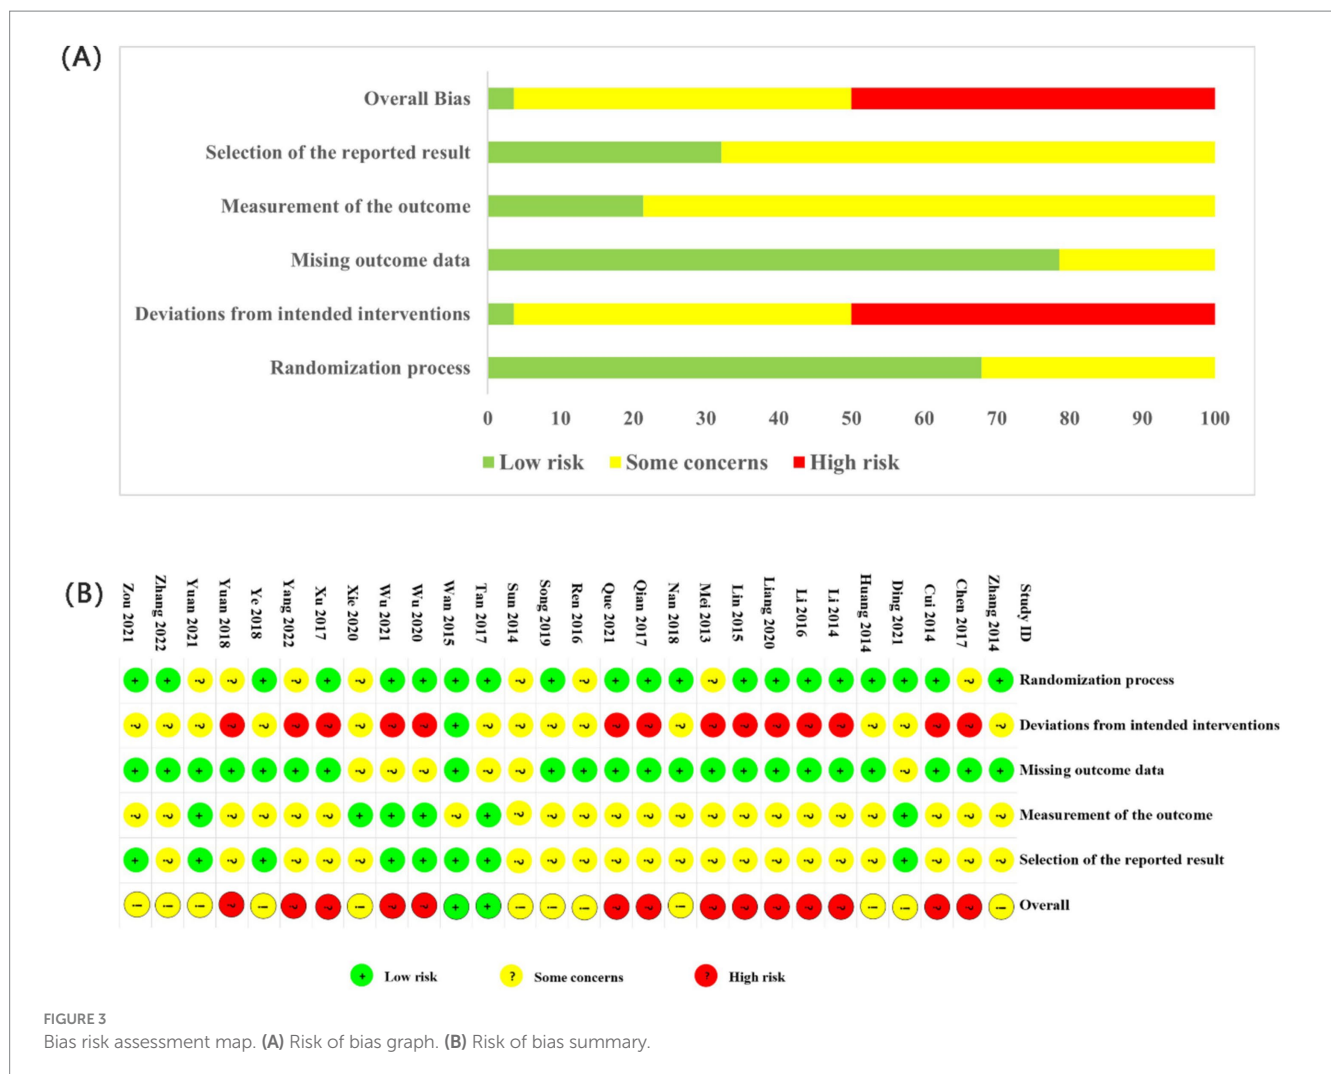 (A)
Overall Bias
Selection of the reported result
Measurement of the outcome
Mising outcome data
Deviations from intended interventions
Randomization process
0 10 20 30 40 50 60 70 80 90 100
Low risk Some concerns High risk
(B)
Zou 2021
Zhang 2022
Yuan 2021
Yuan 2018
Ye 2018
Yang 2022
Xu 2017
Xie 2020
Wu 2021
Wu 2020
Wan 2015
Tan 2017
Sun 2014
Song 2019
Ren 2016
Que 2021
Qian 2017
Nan 2018
Mei 2013
Lin 2015
Liang 2020
Li 2016
Li 2014
Huang 2014
Ding 2021
Cui 2014
Chen 2017
Zhang 2014
Study ID
+ + ? ? + ? + ? + + + + ? + ? + + + ? + + + + + + + ? + Randomization process
? ? ? ? ? ? ? ? ? ? + ? ? ? ? ? ? ? ? ? ? ? ? ? ? ? ? ? Deviations from intended interventions
+ + + + + + + ? ? ? + ? ? + + + + + + + + + + + ? + + + Missing outcome data
? ? + ? ? ? ? + + + ? + ? ? ? ? ? ? ? ? ? ? ? ? + ? ? ? Measurement of the outcome
+ ? + ? + ? ? ? + + + + ? ? ? ? ? ? ? ? ? ? ? ? + ? ? ? Selection of the reported result
! ! ! ? ! ? ? ! ? ? + + ! ! ! ? ? ! ? ? ? ? ? ! ! ? ? ! Overall
+ Low risk ? Some concerns ? High risk
FIGURE 3
Bias risk assessment map. (A) Risk of bias graph. (B) Risk of bias summary.